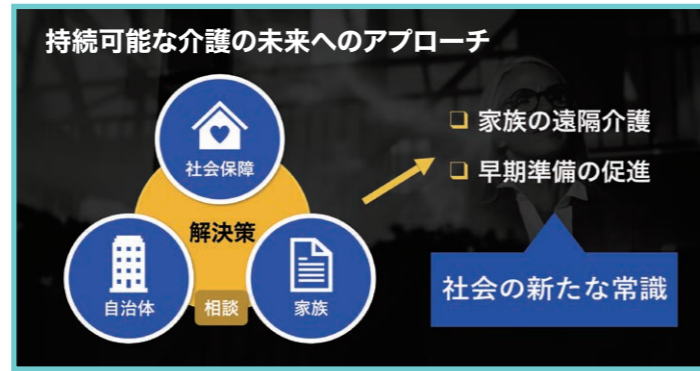 持続可能な介護の未来へのアプローチ
社会保障
解決策
自治体
相談
家族
家族の遠隔介護
早期準備の促進
社会の新たな常識